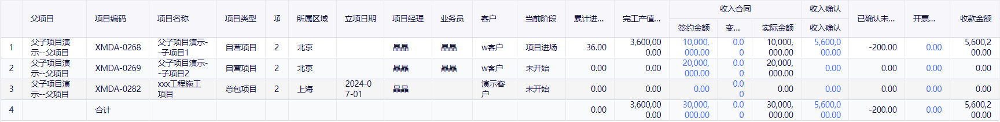 父项目 项目编码 项目名称 项目类型 项 所属区域 立项日期 项目经理 业务员 客户 当前阶段 累计进... 完工产值... 收入合同 收入确认 已确认未... 开票... 收款金额
签约金额 变... 实际金额 收入确认
1 父子项目演示--父项目 XMDA-0268 父子项目演示--子项目1 自营项目 2 北京 晶晶 晶晶 w客户 项目进场 36.00 3,600,000.00 10,000,000.00 0.00 10,000,000.00 5,600,000.00 -200.00 0.00 5,600,200.00
2 父子项目演示--父项目 XMDA-0269 父子项目演示--子项目2 自营项目 2 北京 晶晶 晶晶 w客户 未开始 0.00 0.00 20,000,000.00 0.00 20,000,000.00 0.00 0.00 0.00 0.00
3 父子项目演示--父项目 XMDA-0282 xxx工程施工项目 总包项目 2 上海 2024-07-01 晶晶 演示客户 未开始 0.00 0.00 0.00 0.00 0.00 0.00 0.00 0.00 0.00
4 合计 0.00 3,600,000.00 30,000,000.00 0.00 30,000,000.00 5,600,000.00 -200.00 0.00 5,600,200.00